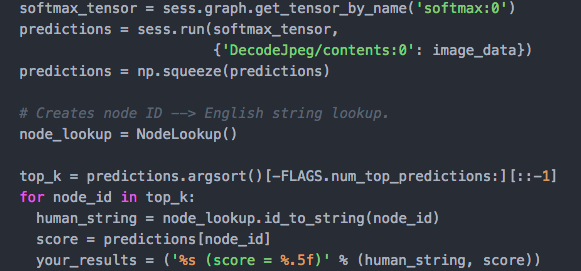 softmax_tensor = sess.graph.get_tensor_by_name('softmax:0')
predictions = sess.run(softmax_tensor,
                       {'DecodeJpeg/contents:0': image_data})
predictions = np.squeeze(predictions)

# Creates node ID --> English string lookup.
node_lookup = NodeLookup()

top_k = predictions.argsort()[-FLAGS.num_top_predictions:][::-1]
for node_id in top_k:
  human_string = node_lookup.id_to_string(node_id)
  score = predictions[node_id]
  your_results = ('%s (score = %.5f)' % (human_string, score))